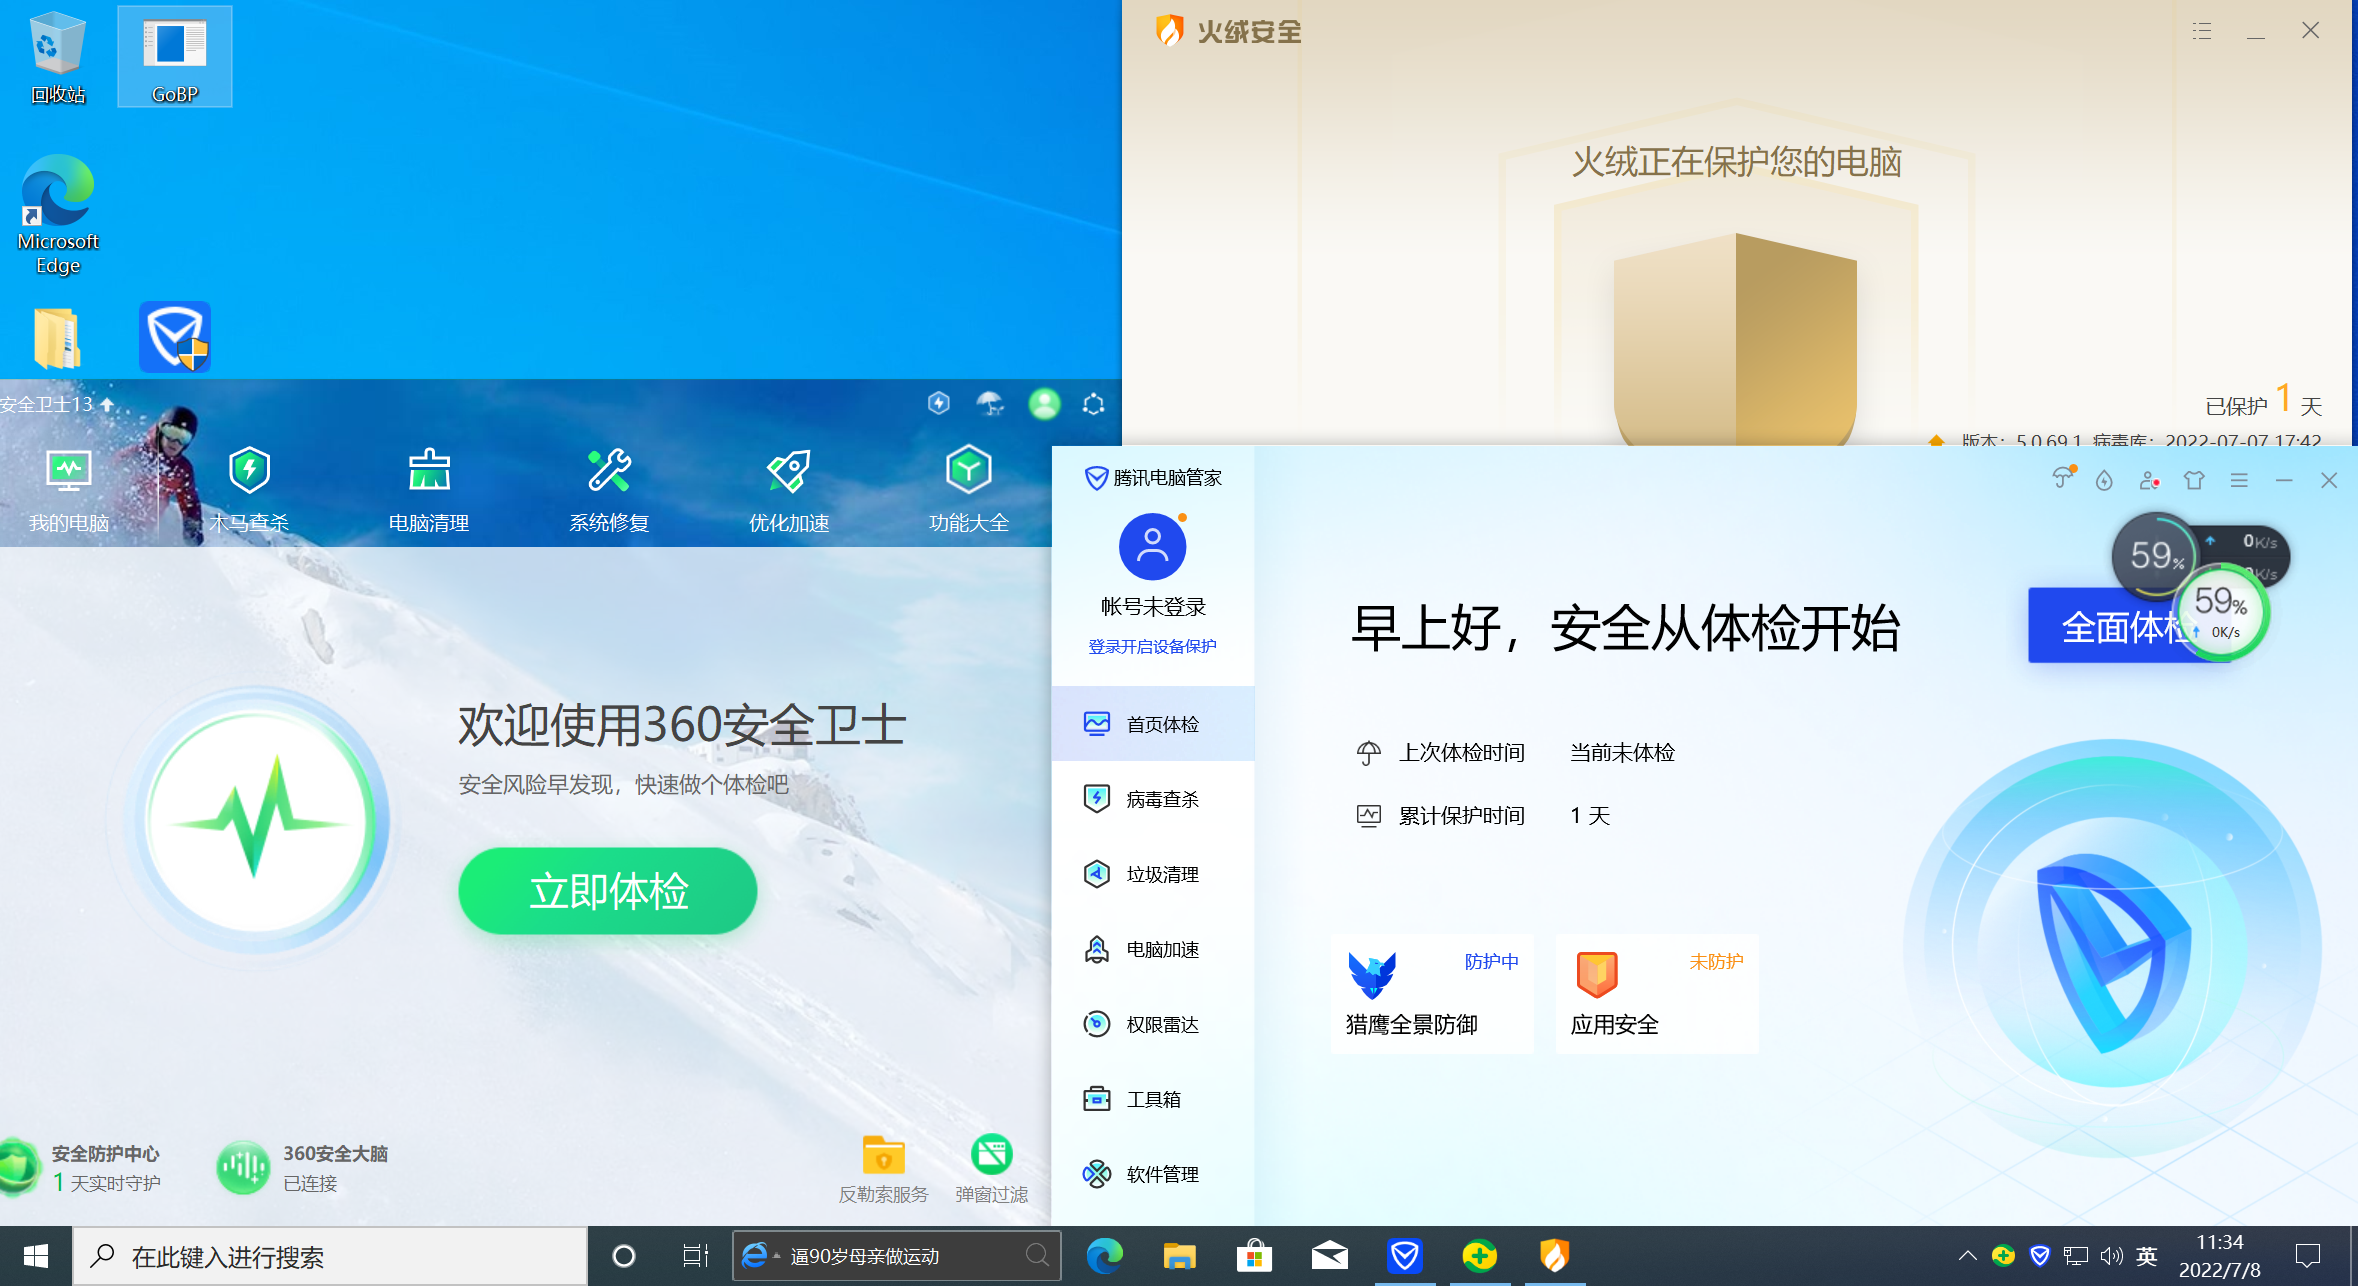 回收站
GoBP
Microsoft
Edge
火绒安全
火绒正在保护您的电脑
已保护 1 天
版本：5.0.69.1 病毒库：2022-07-07 17:42
安全卫士13
我的电脑
木马查杀
电脑清理
系统修复
优化加速
功能大全
欢迎使用360安全卫士
安全风险早发现，快速做个体检吧
立即体检
安全防护中心
1 天实时守护
360安全大脑
已连接
反勒索服务
弹窗过滤
腾讯电脑管家
帐号未登录
登录开启设备保护
首页体检
病毒查杀
垃圾清理
电脑加速
权限雷达
工具箱
软件管理
早上好，安全从体检开始
全面体检
59%
0K/s
0K/s
59%
0K/s
上次体检时间 当前未体检
累计保护时间 1 天
防护中
猎鹰全景防御
未防护
应用安全
在此键入进行搜索
逼90岁母亲做运动
英
11:34
2022/7/8